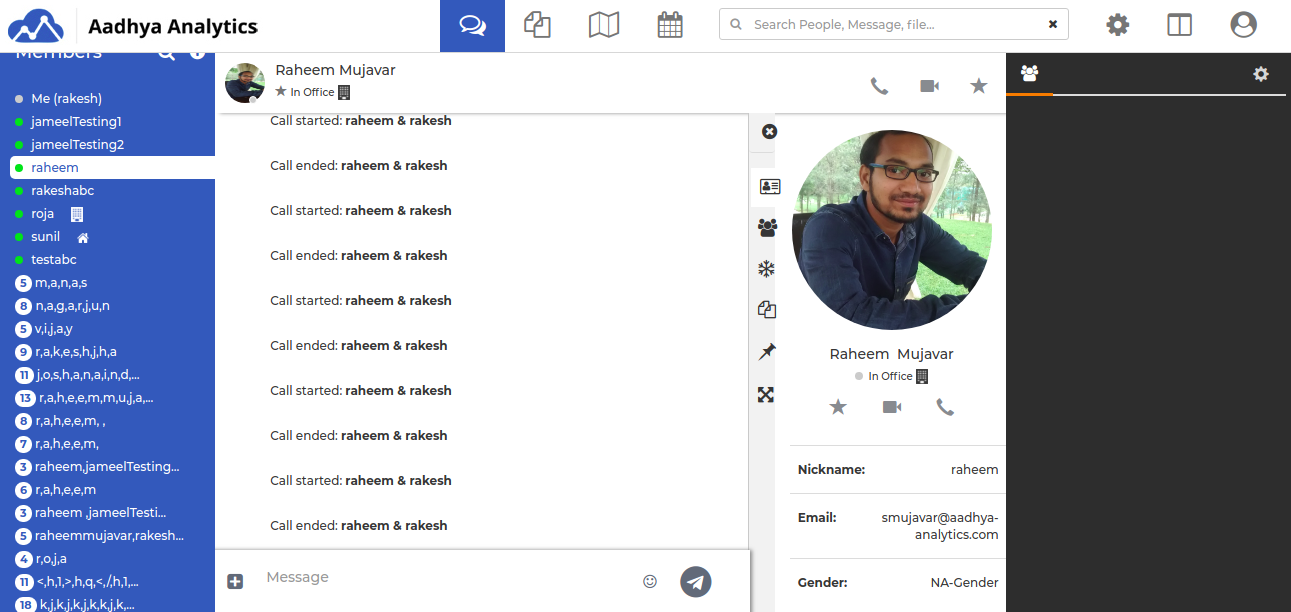 Aadhya Analytics
Search People, Message, file...
Members
Me (rakesh)
jameelTesting1
jameelTesting2
raheem
rakeshabc
roja
sunil
testabc
5 m,a,n,a,s
8 n,a,g,a,r,j,u,n
5 v,i,j,a,y
9 r,a,k,e,s,h,j,h,a
11 j,o,s,h,a,n,a,i,n,d,...
13 r,a,h,e,e,m,m,u,j,a,...
8 r,a,h,e,e,m, ,
7 r,a,h,e,e,m,
3 raheem,jameelTesting...
6 r,a,h,e,e,m
3 raheem ,jameelTesti...
5 raheemmujavar,rakesh...
4 r,o,j,a
11 <,h,1,>,h,q,<,/,h,1,...
18 k,j,k,j,k,j,k,k,j,k,...
Raheem Mujavar
In Office
Call started: raheem & rakesh
Call ended: raheem & rakesh
Call started: raheem & rakesh
Call ended: raheem & rakesh
Call started: raheem & rakesh
Call ended: raheem & rakesh
Call started: raheem & rakesh
Call ended: raheem & rakesh
Call started: raheem & rakesh
Call ended: raheem & rakesh
Message
Raheem Mujavar
In Office
Nickname: raheem
Email: smujavar@aadhya-
analytics.com
Gender: NA-Gender